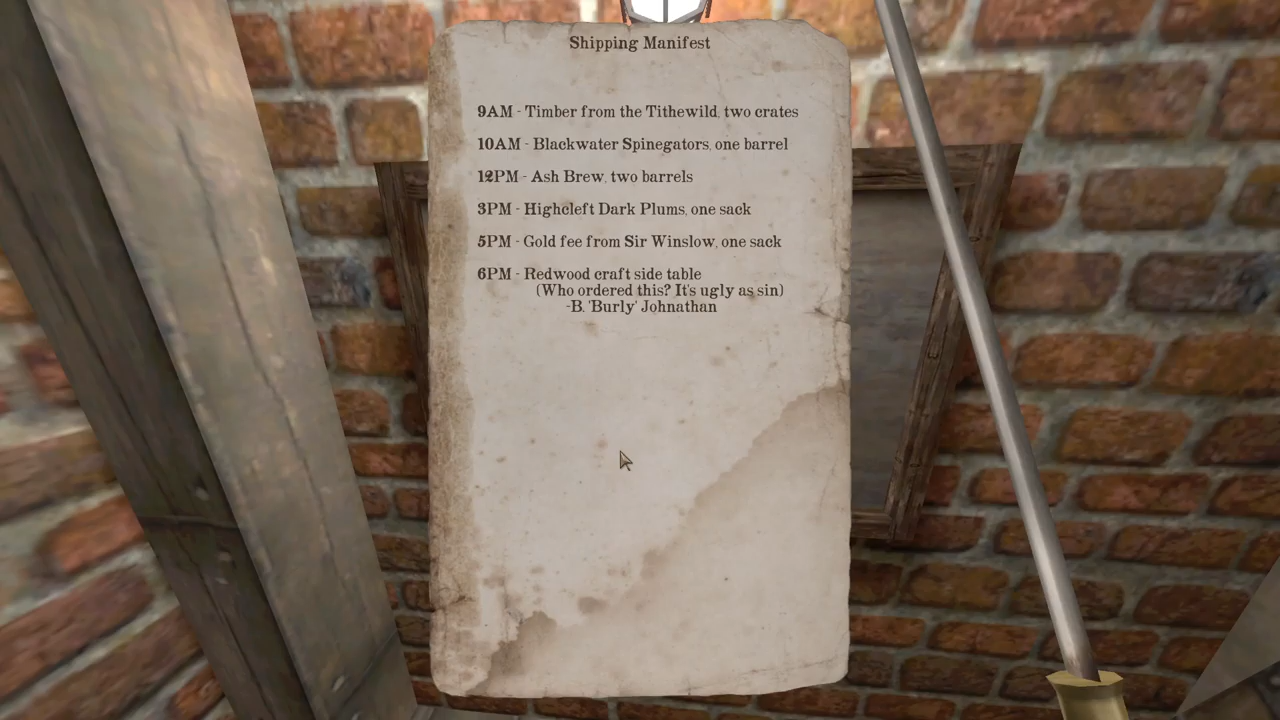 Shipping Manifest
9AM - Timber from the Tithewild, two crates
10AM - Blackwater Spinegators, one barrel
12PM - Ash Brew, two barrels
3PM - Highcleft Dark Plums, one sack
5PM - Gold fee from Sir Winslow, one sack
6PM - Redwood craft side table
(Who ordered this? It's ugly as sin)
-B. 'Burly' Johnathan